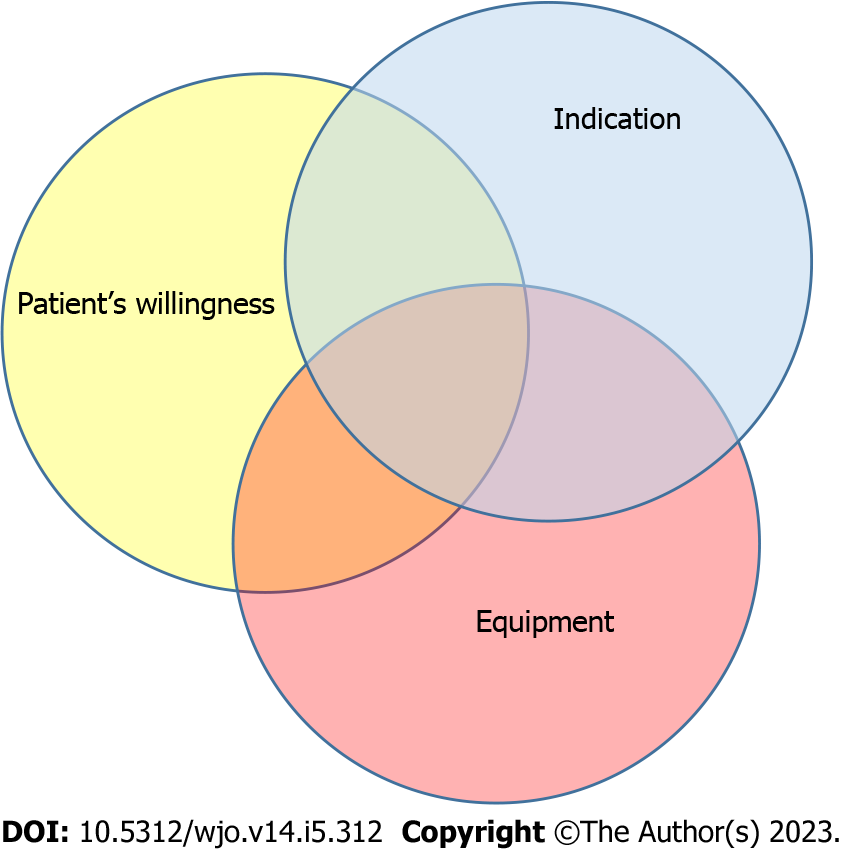 Indication
Patient’s willingness
Equipment
DOI: 10.5312/wjo.v14.i5.312 Copyright ©The Author(s) 2023.